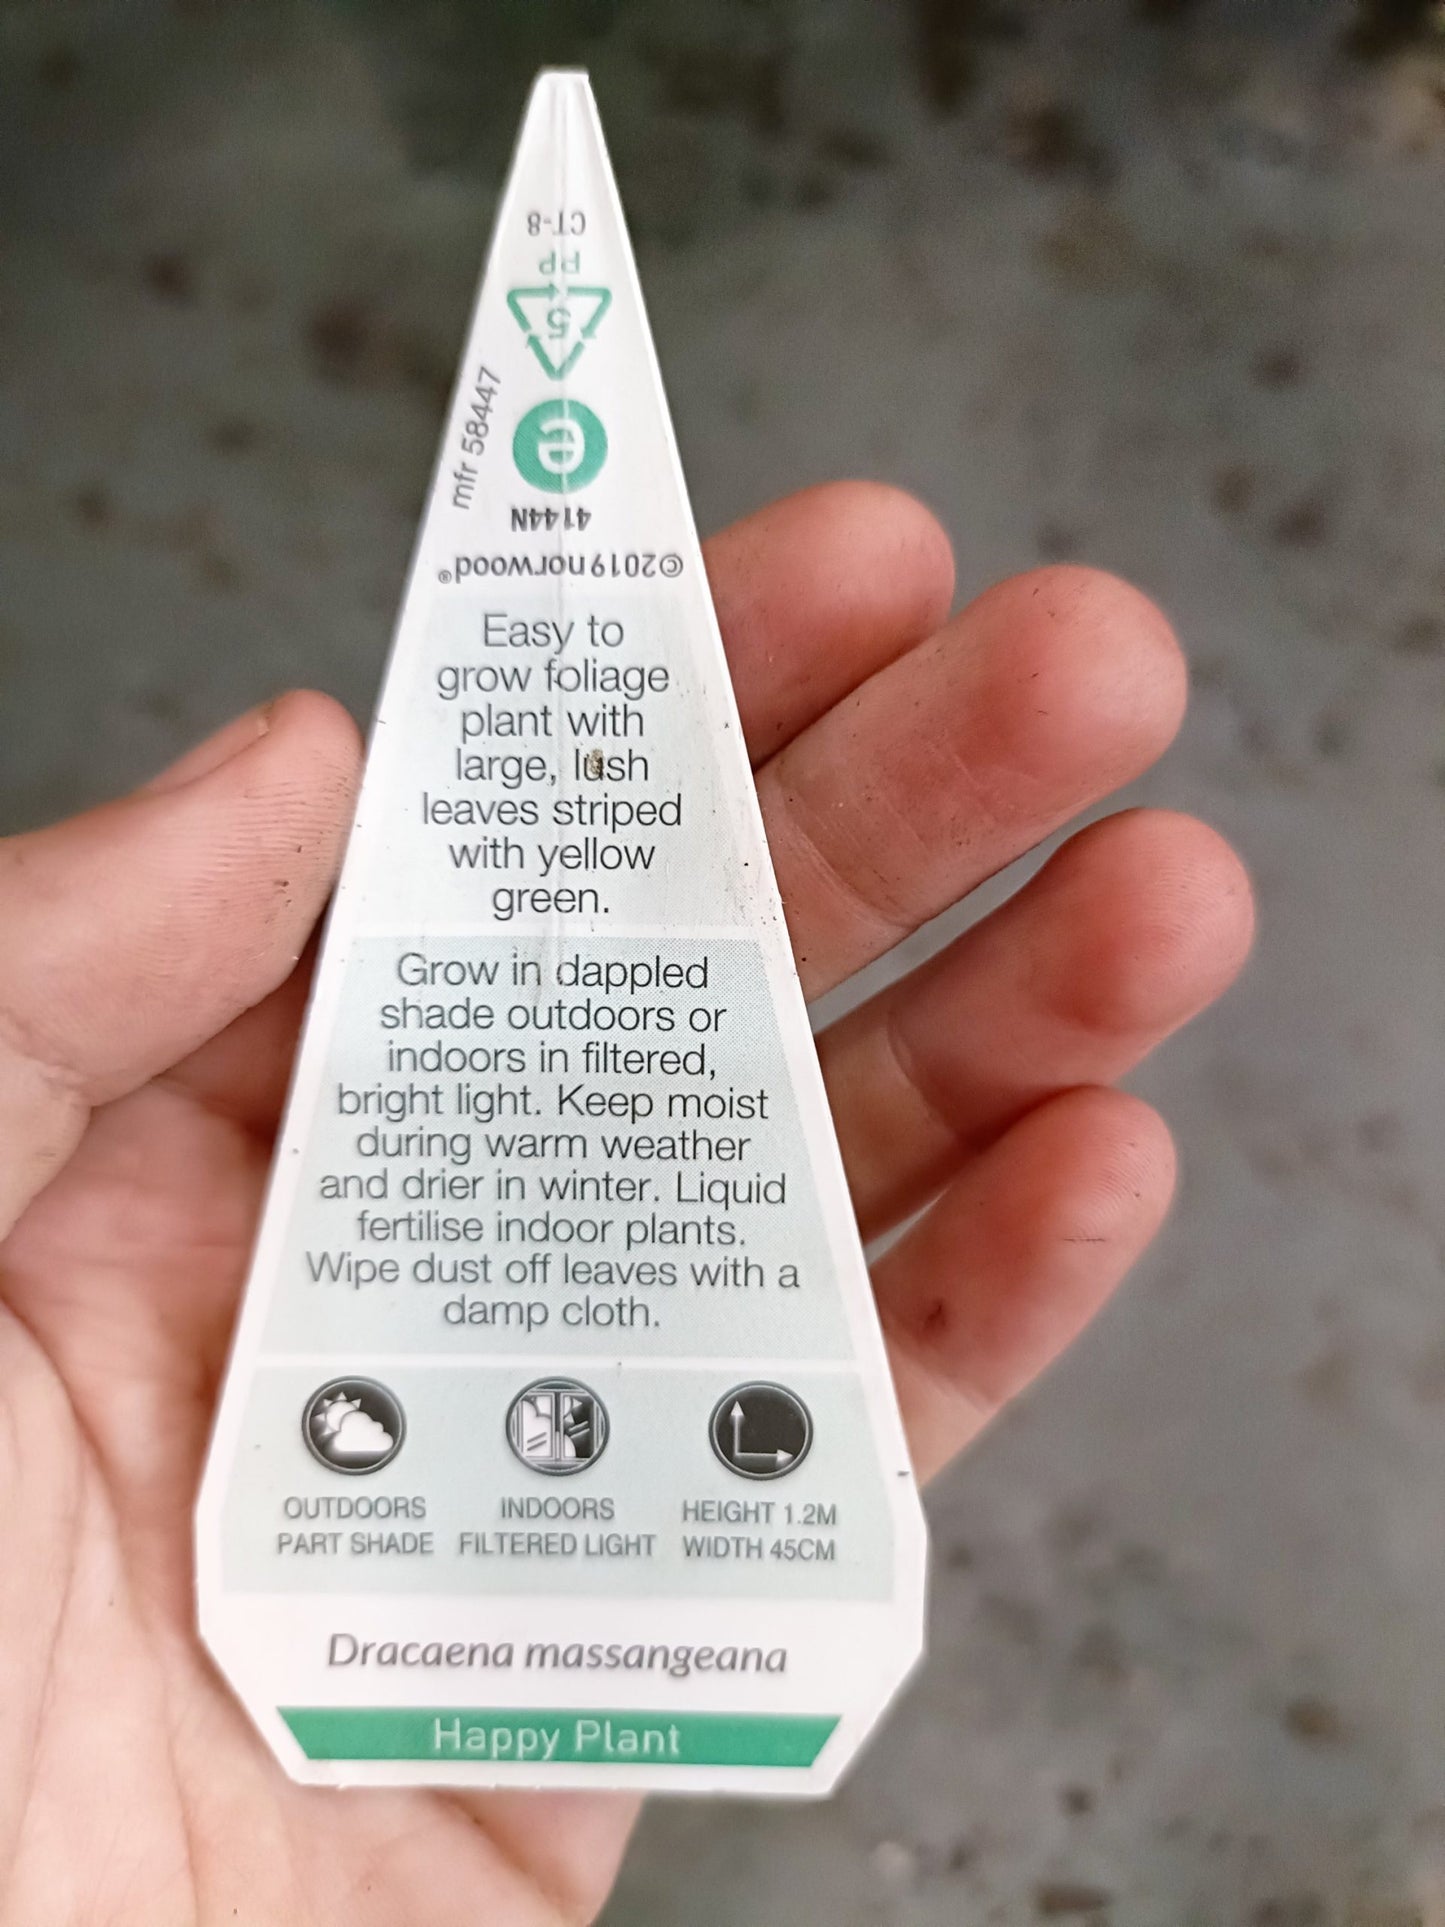 CT-8
PP
5
e
mfr 58447
4144N
©2019norwood®
Easy to
grow foliage
plant with
large, lush
leaves striped
with yellow
green.
Grow in dappled
shade outdoors or
indoors in filtered,
bright light. Keep moist
during warm weather
and drier in winter. Liquid
fertilise indoor plants.
Wipe dust off leaves with a
damp cloth.
OUTDOORS
PART SHADE
INDOORS
FILTERED LIGHT
HEIGHT 1.2M
WIDTH 45CM
Dracaena massangeana
Happy Plant